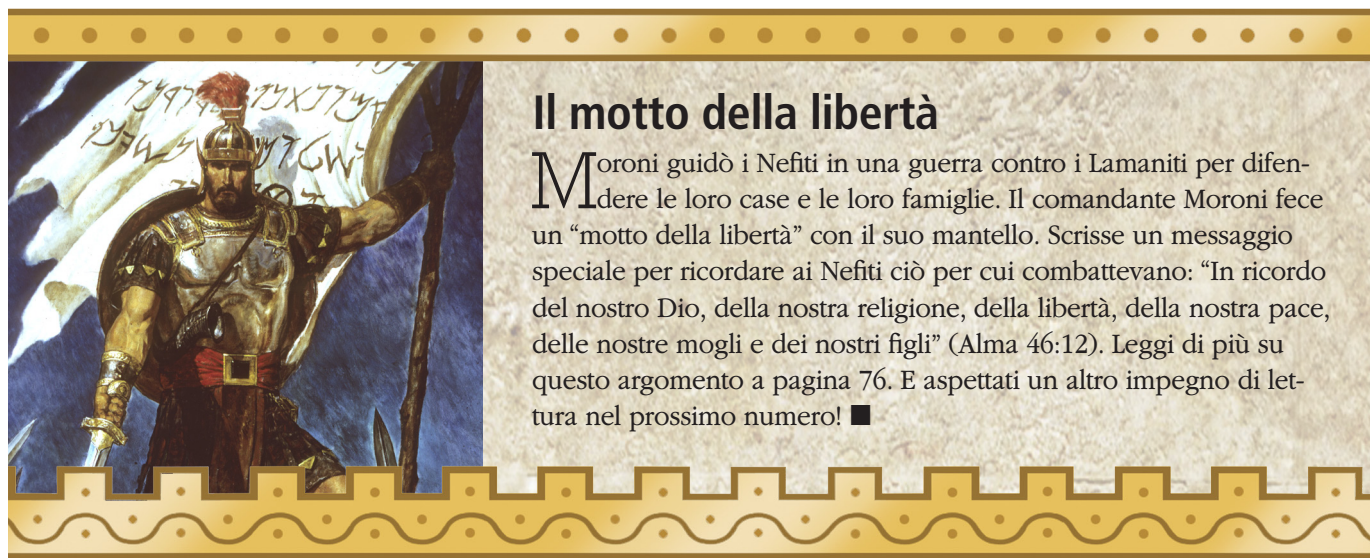 Il motto della libertà
Moroni guidò i Nefiti in una guerra contro i Lamaniti per difen-
dere le loro case e le loro famiglie. Il comandante Moroni fece
un “motto della libertà” con il suo mantello. Scrisse un messaggio
speciale per ricordare ai Nefiti ciò per cui combattevano: “In ricordo
del nostro Dio, della nostra religione, della libertà, della nostra pace,
delle nostre mogli e dei nostri figli” (Alma 46:12). Leggi di più su
questo argomento a pagina 76. E aspettati un altro impegno di let-
tura nel prossimo numero! ■